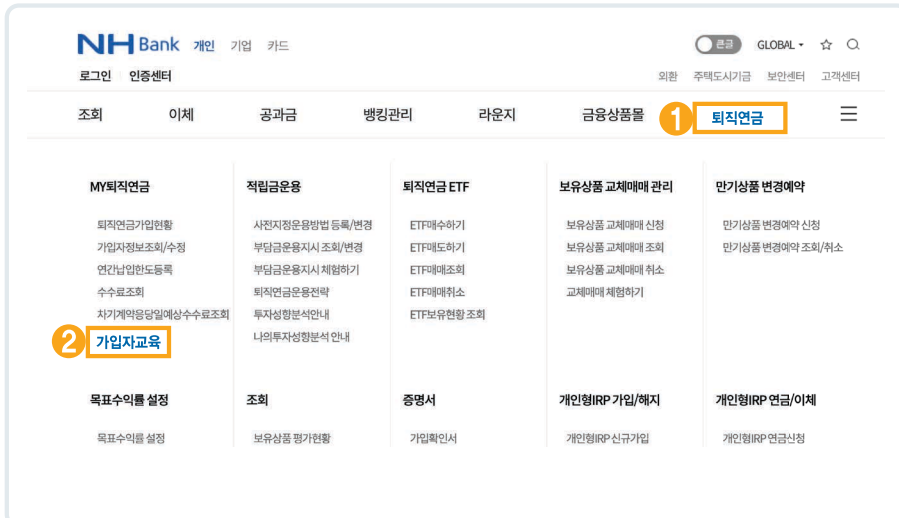 NH Bank 개인 기업 카드 큰글 GLOBAL
로그인 인증센터 외환 주택도시기금 보안센터 고객센터
조회 이체 공과금 뱅킹관리 라운지 금융상품몰 1 퇴직연금
MY퇴직연금
퇴직연금가입현황
가입자정보조회/수정
연간납입한도등록
수수료조회
차기계약응당일예상수수료조회
2 가입자교육
적립금운용
사전지정운용방법 등록/변경
부담금운용지시 조회/변경
부담금운용지시 체험하기
퇴직연금운용전략
투자성향분석안내
나의투자성향분석 안내
퇴직연금 ETF
ETF매수하기
ETF매도하기
ETF매매조회
ETF매매취소
ETF보유현황 조회
보유상품 교체매매 관리
보유상품 교체매매 신청
보유상품 교체매매 조회
보유상품 교체매매 취소
교체매매 체험하기
만기상품 변경예약
만기상품 변경예약 신청
만기상품 변경예약 조회/취소
목표수익률 설정
목표수익률 설정
조회
보유상품 평가현황
증명서
가입확인서
개인형IRP 가입/해지
개인형IRP 신규가입
개인형IRP 연금/이체
개인형IRP 연금신청